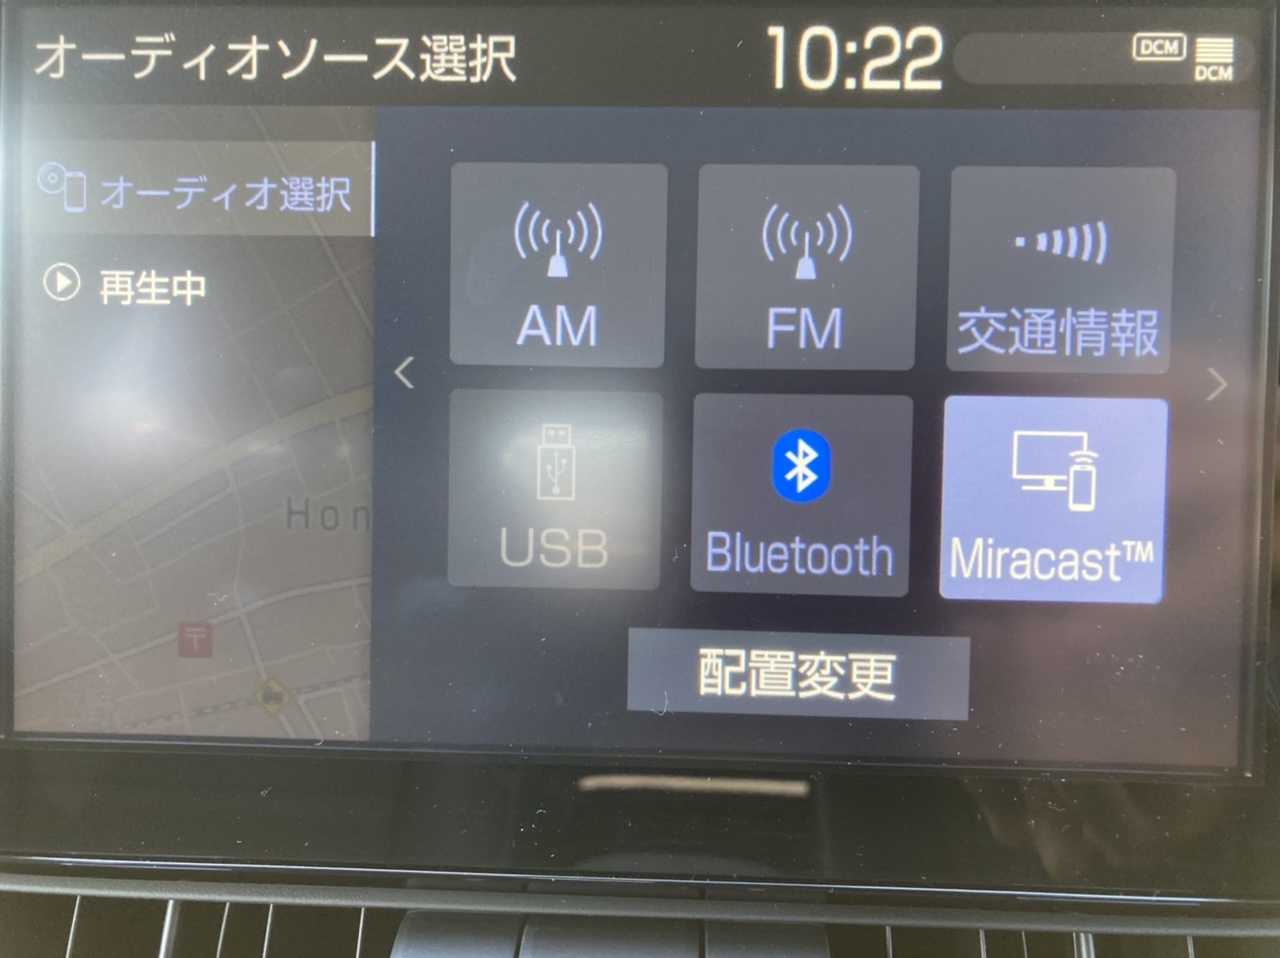 オーディオソース選択
10:22
DCM
DCM
オーディオ選択
再生中
AM
FM
交通情報
USB
Bluetooth
Miracast™
Hon
〒
配置変更